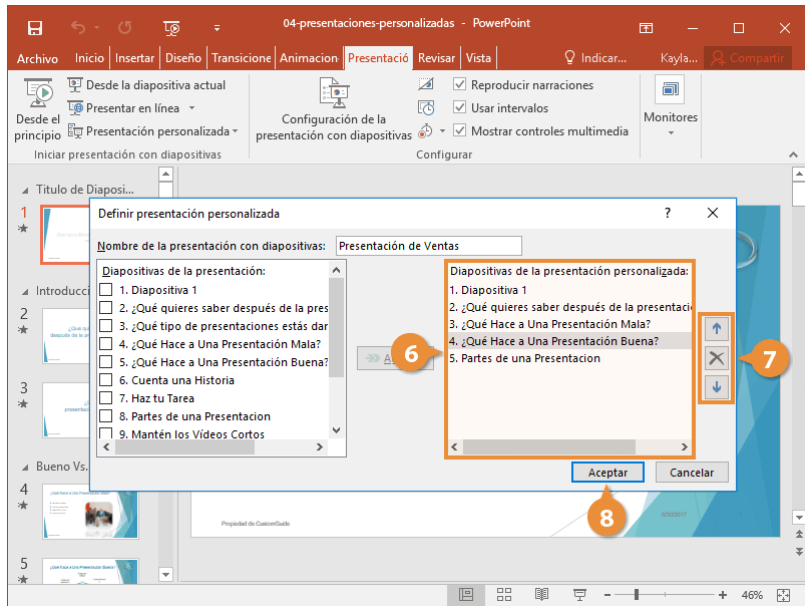 04-presentaciones-personalizadas - PowerPoint
Archivo Inicio Insertar Diseño Transicione Animacion Presentació Revisar Vista Indicar... Kayla... Compartir
Desde el principio
Desde la diapositiva actual
Presentar en línea
Presentación personalizada
Iniciar presentación con diapositivas
Configuración de la
presentación con diapositivas
Reproducir narraciones
Usar intervalos
Mostrar controles multimedia
Configurar
Monitores
Titulo de Diaposi...
1
Introducci
2
3
Bueno Vs.
4
5
Definir presentación personalizada ?
Nombre de la presentación con diapositivas: Presentación de Ventas
Diapositivas de la presentación:
1. Diapositiva 1
2. ¿Qué quieres saber después de la pres
3. ¿Qué tipo de presentaciones estás dar
4. ¿Qué Hace a Una Presentación Mala?
5. ¿Qué Hace a Una Presentación Buena?
6. Cuenta una Historia
7. Haz tu Tarea
8. Partes de una Presentacion
9. Mantén los Vídeos Cortos
6
Diapositivas de la presentación personalizada:
1. Diapositiva 1
2. ¿Qué quieres saber después de la presentaci
3. ¿Qué Hace a Una Presentación Mala?
4. ¿Qué Hace a Una Presentación Buena?
5. Partes de una Presentacion
7
Aceptar Cancelar
8
Propiedad de CustomGuide
46%